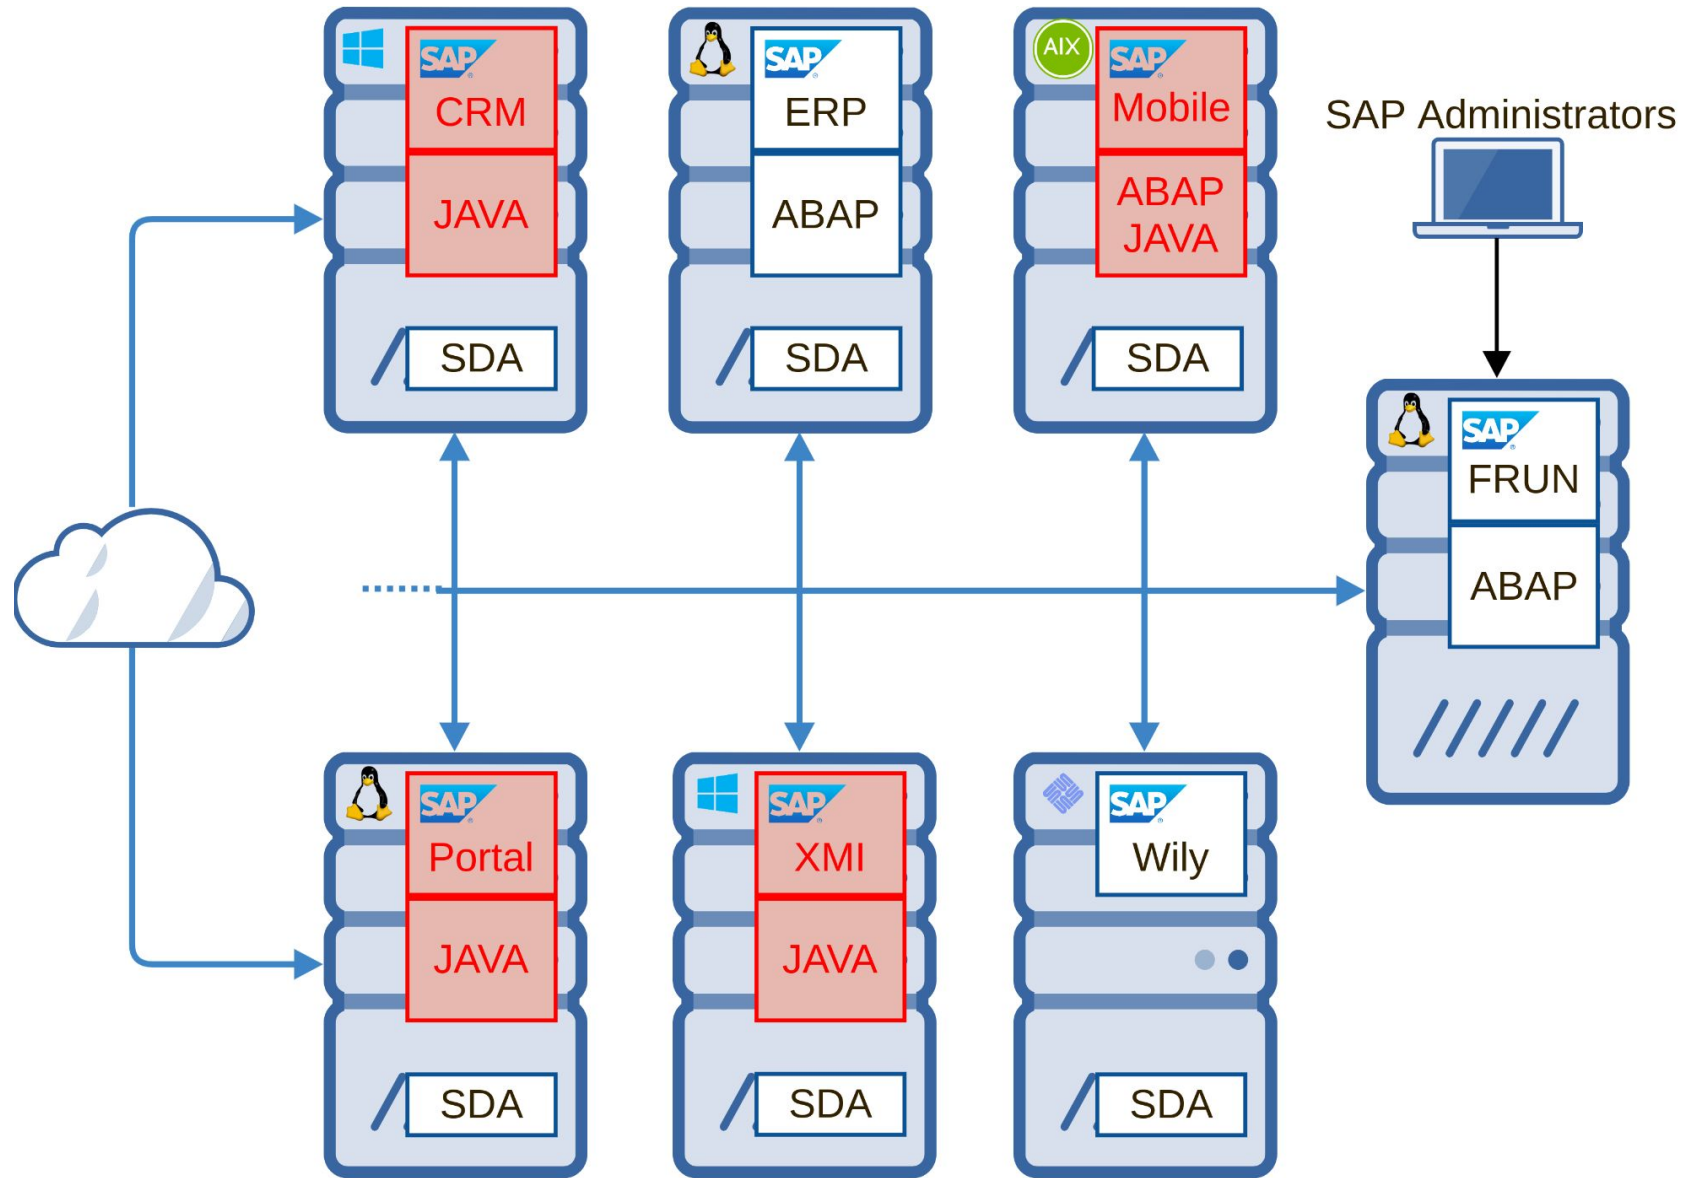 SAP
CRM
JAVA
SDA
SAP
ERP
ABAP
SDA
AIX
SAP
Mobile
ABAP
JAVA
SDA
SAP Administrators
SAP
FRUN
ABAP
SAP
Portal
JAVA
SDA
SAP
XMI
JAVA
SDA
SAP
Wily
SDA